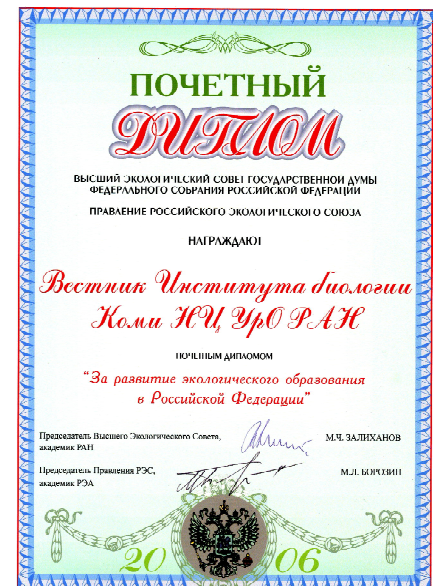 ПОЧЕТНЫЙ
ДИПЛОМ
ВЫСШИЙ ЭКОЛОГИЧЕСКИЙ СОВЕТ ГОСУДАРСТВЕННОЙ ДУМЫ
ФЕДЕРАЛЬНОГО СОБРАНИЯ РОССИЙСКОЙ ФЕДЕРАЦИИ
ПРАВЛЕНИЕ РОССИЙСКОГО ЭКОЛОГИЧЕСКОГО СОЮЗА
НАГРАЖДАЮТ
Вестник Института биологии
Коми НЦ УрО РАН
ПОЧЕТНЫМ ДИПЛОМОМ
“За развитие экологического образования
в Российской Федерации”
Председатель Высшего Экологического Совета,
академик РАН
М.Ч. ЗАЛИХАНОВ
Председатель Правления РЭС,
академик РЭА
М.Л. БОРОЗИН
2006